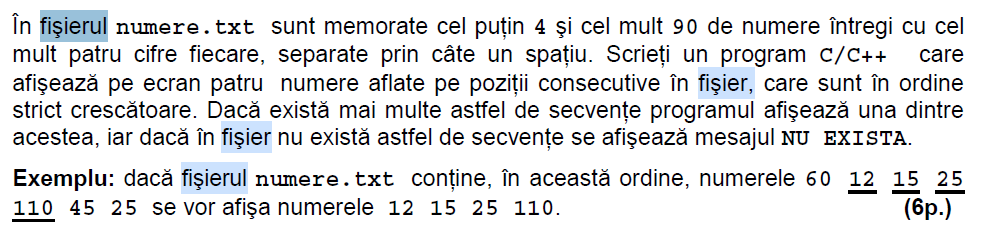 În fişierul numere.txt sunt memorate cel puţin 4 şi cel mult 90 de numere întregi cu cel
mult patru cifre fiecare, separate prin câte un spaţiu. Scrieţi un program C/C++ care
afişează pe ecran patru numere aflate pe poziţii consecutive în fişier, care sunt în ordine
strict crescătoare. Dacă există mai multe astfel de secvenţe programul afişează una dintre
acestea, iar dacă în fişier nu există astfel de secvenţe se afişează mesajul NU EXISTA.
Exemplu: dacă fişierul numere.txt conţine, în această ordine, numerele 60 12 15 25
110 45 25 se vor afişa numerele 12 15 25 110. (6p.)